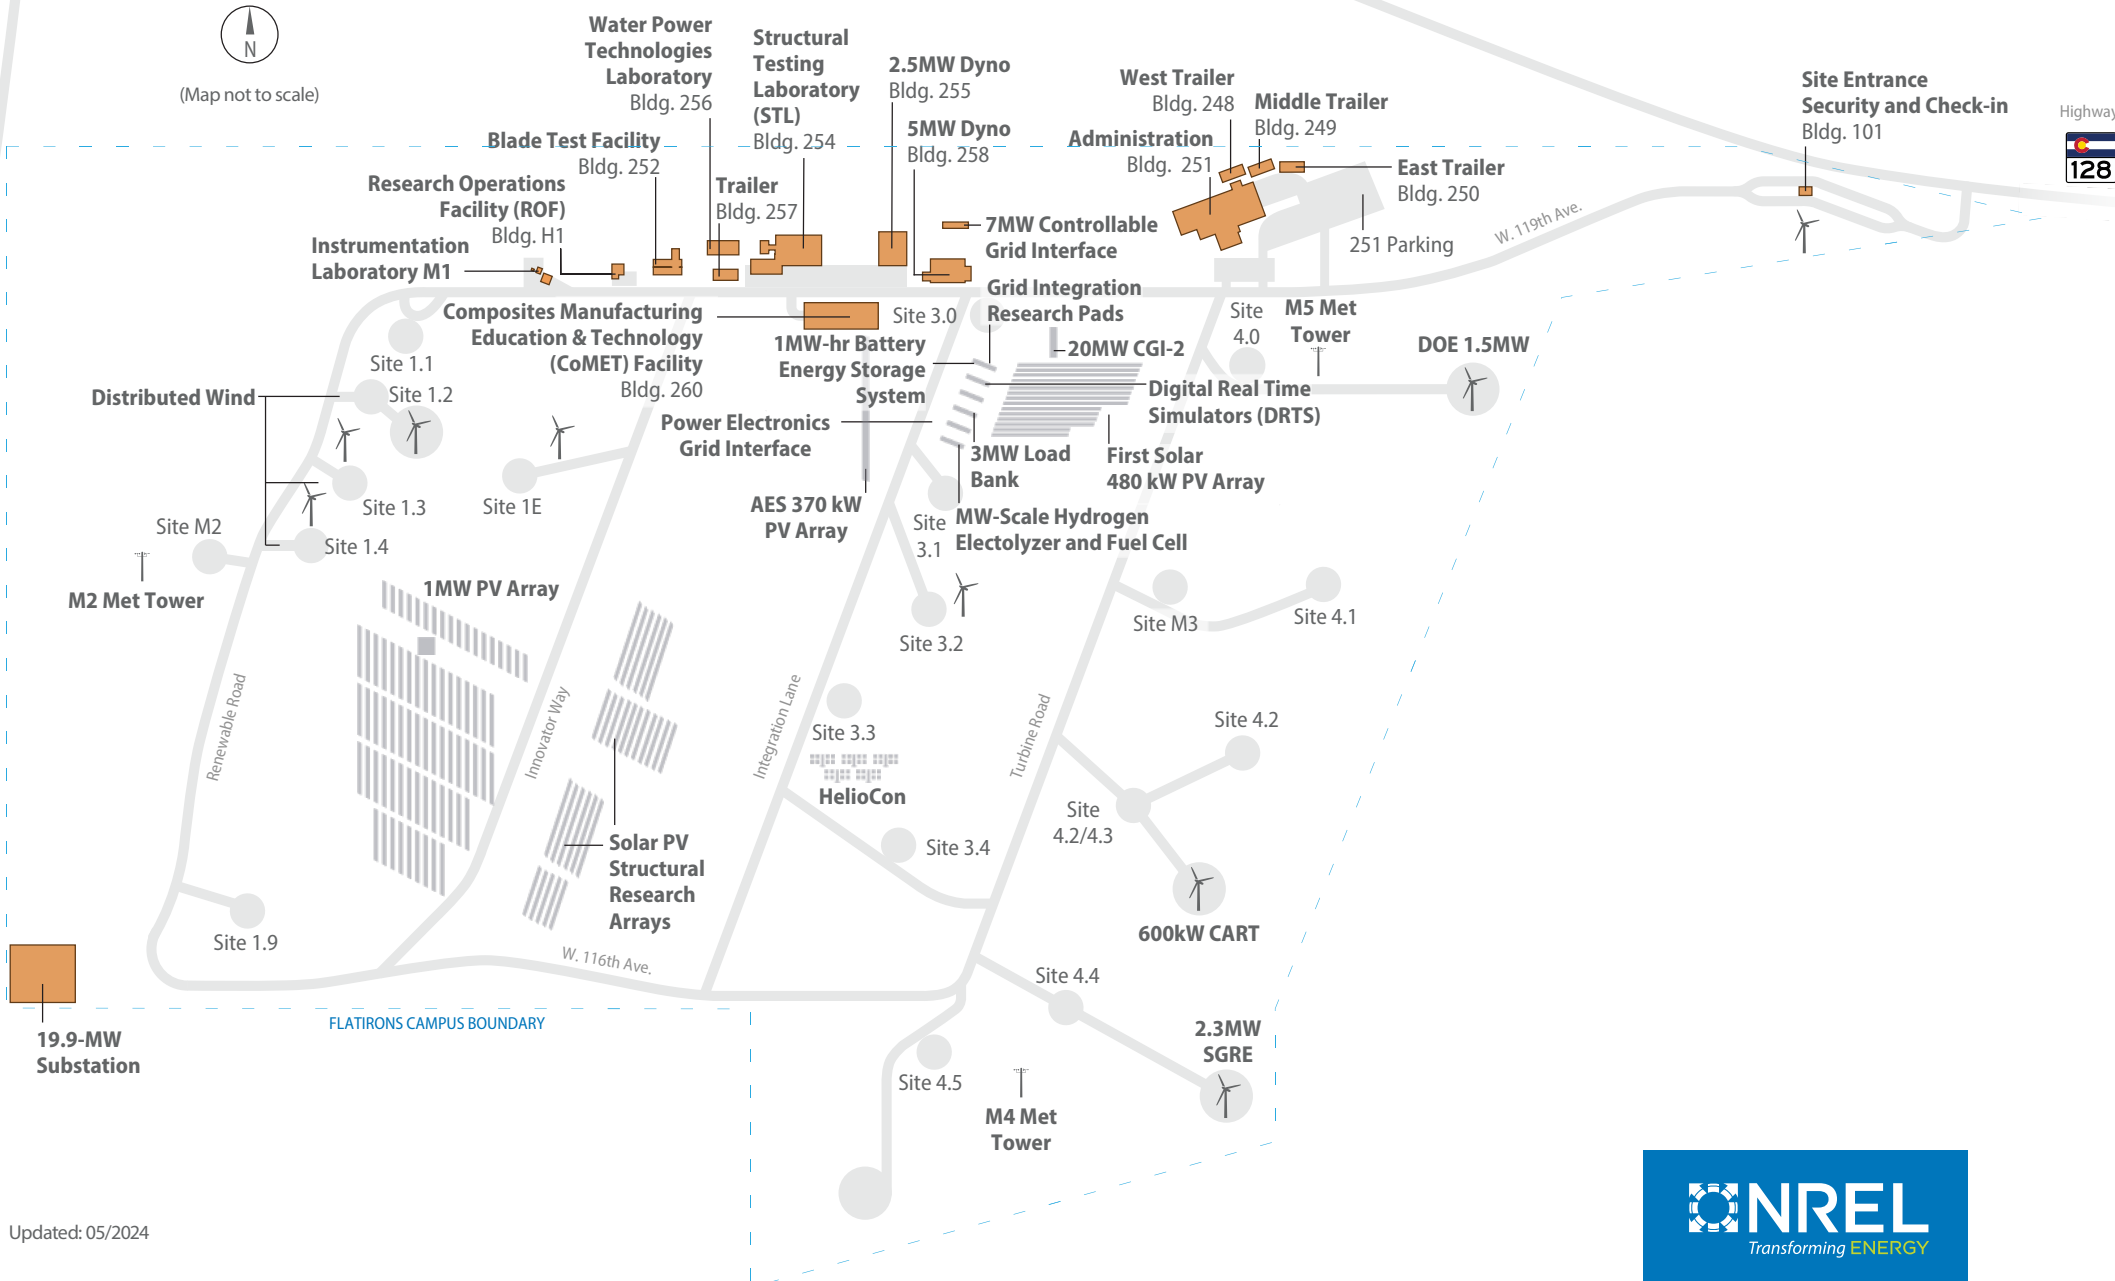 N
(Map not to scale)
Water Power
Technologies
Laboratory
Bldg. 256
Structural
Testing
Laboratory
(STL)
Bldg. 254
2.5MW Dyno
Bldg. 255
5MW Dyno
Bldg. 258
West Trailer
Bldg. 248
Middle Trailer
Bldg. 249
Administration
Bldg. 251
East Trailer
Bldg. 250
Site Entrance
Security and Check-in
Bldg. 101
Highway
128
Blade Test Facility
Bldg. 252
Trailer
Bldg. 257
Research Operations
Facility (ROF)
Bldg. H1
Instrumentation
Laboratory M1
7MW Controllable
Grid Interface
251 Parking
W. 119th Ave.
Composites Manufacturing
Education & Technology
(CoMET) Facility
Bldg. 260
Site 3.0
Grid Integration
Research Pads
1MW-hr Battery
Energy Storage
System
20MW CGI-2
Digital Real Time
Simulators (DRTS)
Site
4.0
M5 Met
Tower
DOE 1.5MW
Site 1.1
Site 1.2
Distributed Wind
Power Electronics
Grid Interface
3MW Load
Bank
First Solar
480 kW PV Array
AES 370 kW
PV Array
Site 1.3
Site 1E
Site
3.1
MW-Scale Hydrogen
Electolyzer and Fuel Cell
Site M2
Site 1.4
M2 Met Tower
1MW PV Array
Site 3.2
Site M3
Site 4.1
Renewable Road
Innovator Way
Integration Lane
Turbine Road
Site 3.3
HelioCon
Site 4.2
Site
4.2/4.3
Site 3.4
Solar PV
Structural
Research
Arrays
600kW CART
Site 1.9
W. 116th Ave.
Site 4.4
19.9-MW
Substation
FLATIRONS CAMPUS BOUNDARY
2.3MW
SGRE
Site 4.5
M4 Met
Tower
Updated: 05/2024
NREL
Transforming ENERGY